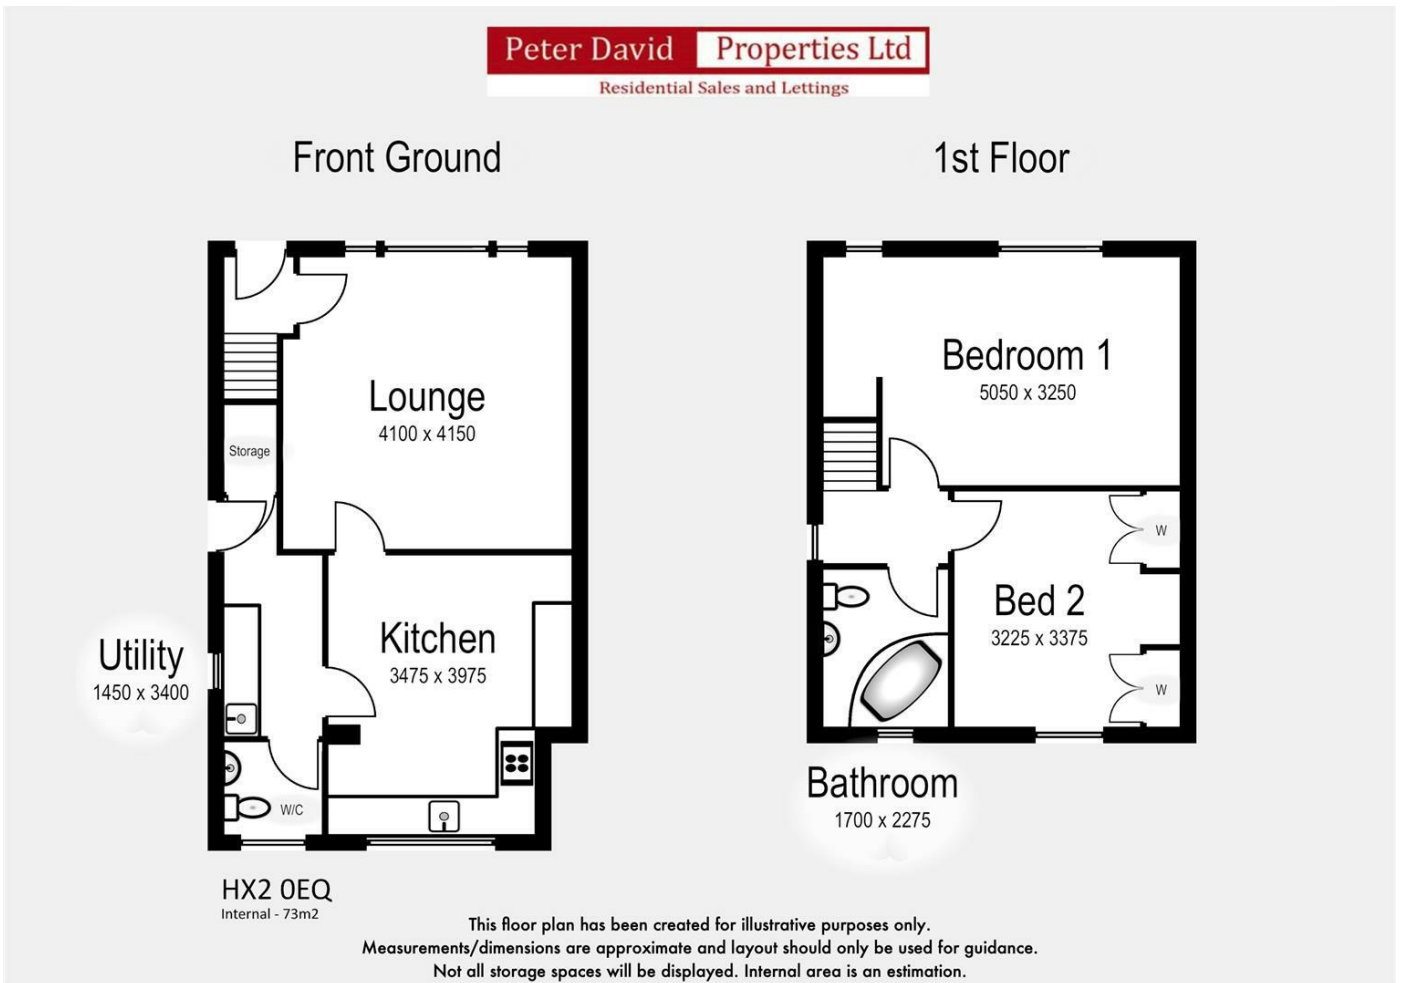 Peter David Properties Ltd
Residential Sales and Lettings
Front Ground
1st Floor
Lounge
4100 x 4150
Storage
Kitchen
3475 x 3975
Utility
1450 x 3400
W/C
Bedroom 1
5050 x 3250
W
Bed 2
3225 x 3375
W
Bathroom
1700 x 2275
HX2 0EQ
Internal - 73m2
This floor plan has been created for illustrative purposes only.
Measurements/dimensions are approximate and layout should only be used for guidance.
Not all storage spaces will be displayed. Internal area is an estimation.